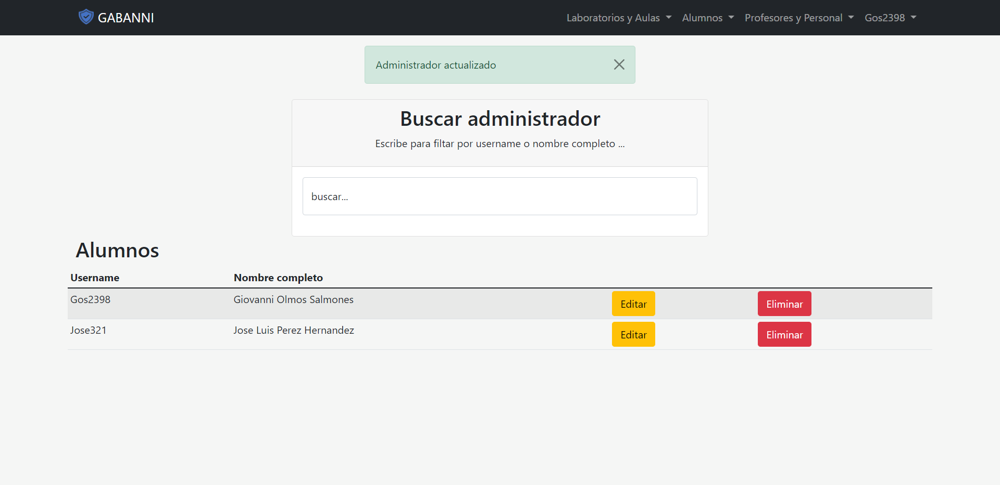 GABANNI Laboratorios y Aulas Alumnos Profesores y Personal Gos2398
Administrador actualizado
Buscar administrador
Escribe para filtar por username o nombre completo ...
buscar...
Alumnos
Username Nombre completo
Gos2398 Giovanni Olmos Salmones Editar Eliminar
Jose321 Jose Luis Perez Hernandez Editar Eliminar